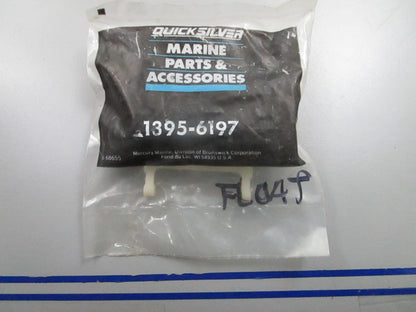 QUICKSILVER
MARINE
PARTS &
ACCESSORIES
1395-6197
Mercury Marine, Division of Brunswick Corporation
Fond du Lac, WI 54935 U.S.A.
FLOAT